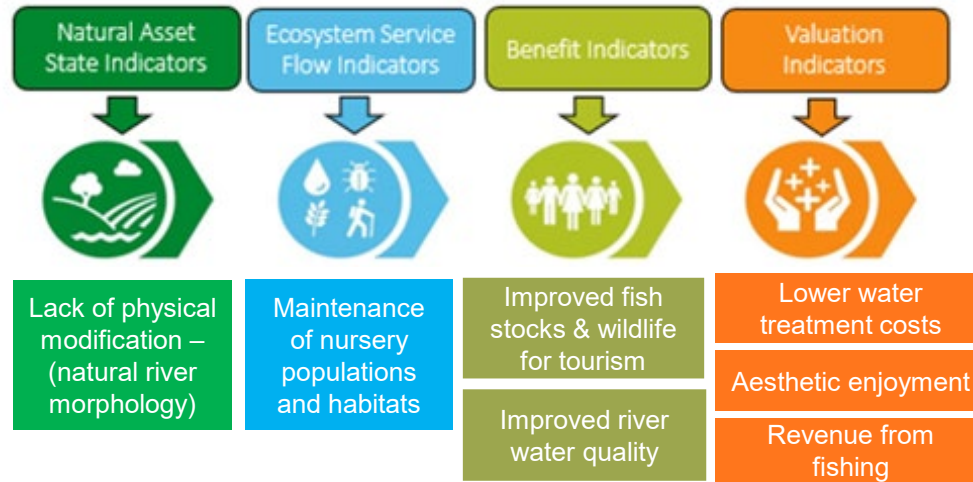 Natural Asset
State Indicators
Ecosystem Service
Flow Indicators
Benefit Indicators
Valuation
Indicators
Lack of physical
modification –
(natural river
morphology)
Maintenance
of nursery
populations
and habitats
Improved fish
stocks & wildlife
for tourism
Improved river
water quality
Lower water
treatment costs
Aesthetic enjoyment
Revenue from
fishing